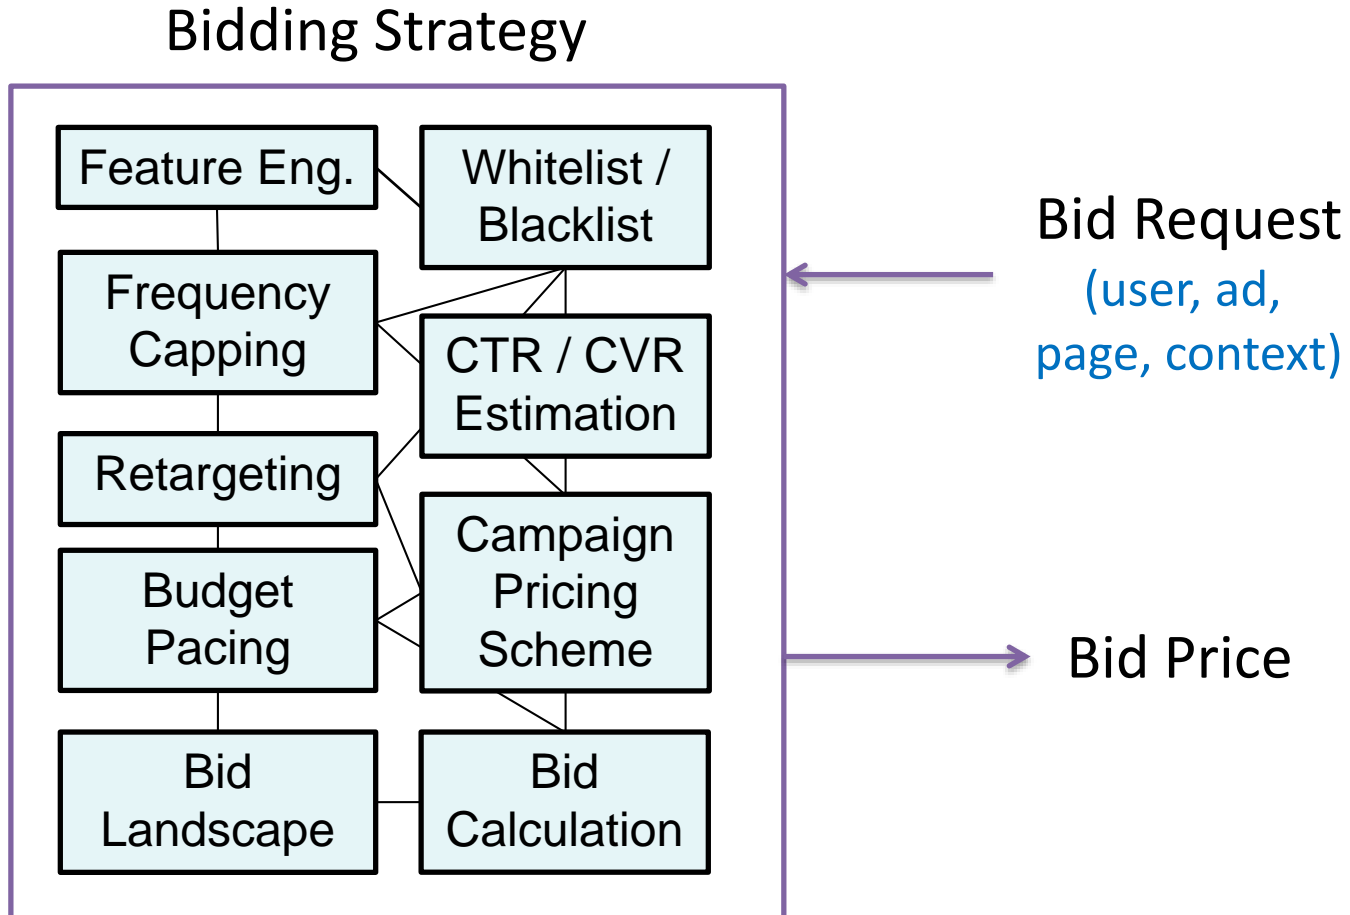 Bidding Strategy
Feature Eng.
Whitelist /
Blacklist
Frequency
Capping
CTR / CVR
Estimation
Retargeting
Campaign
Pricing
Scheme
Budget
Pacing
Bid
Landscape
Bid
Calculation
Bid Request
(user, ad,
page, context)
Bid Price